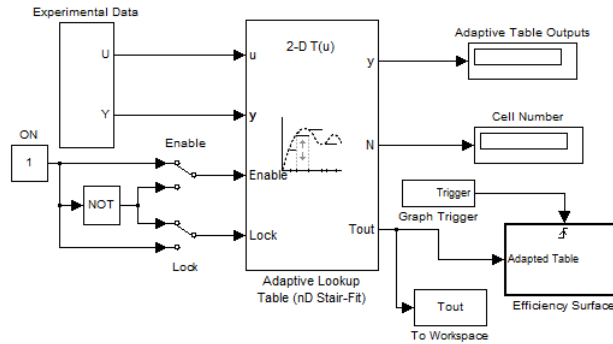 Experimental Data
U
Y
ON
1
NOT
Enable
Lock
2-D T(u)
u
y
Enable
Lock
y
N
Tout
Adaptive Lookup
Table (nD Stair-Fit)
Adaptive Table Outputs
Cell Number
Trigger
Graph Trigger
Adapted Table
Efficiency Surface
Tout
To Workspace